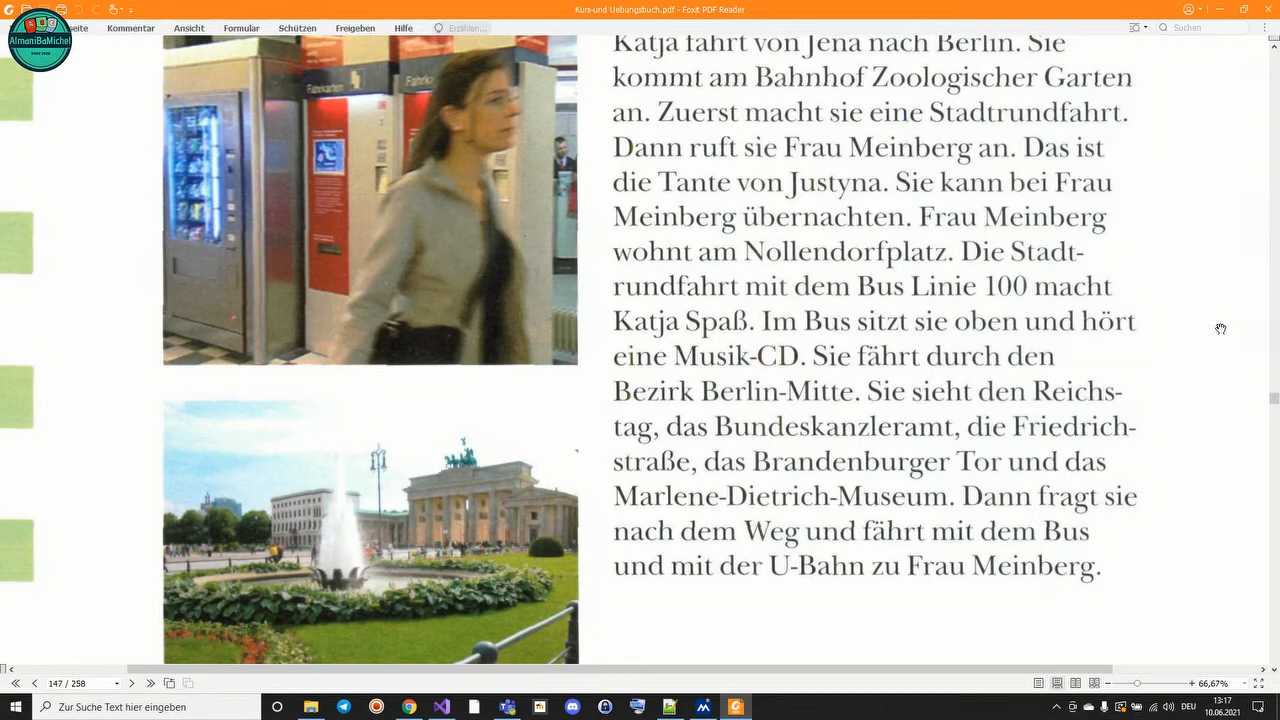 Kurs-und Uebungsbuch.pdf - Foxit PDF Reader
AlmaniBeMichel
SINCE 2020
seite Kommentar Ansicht Formular Schützen Freigeben Hilfe Erzählen... Suchen
Fahrkarten
Katja fährt von Jena nach Berlin. Sie
kommt am Bahnhof Zoologischer Garten
an. Zuerst macht sie eine Stadtrundfahrt.
Dann ruft sie Frau Meinberg an. Das ist
die Tante von Justyna. Sie kann bei Frau
Meinberg übernachten. Frau Meinberg
wohnt am Nollendorfplatz. Die Stadt-
rundfahrt mit dem Bus Linie 100 macht
Katja Spaß. Im Bus sitzt sie oben und hört
eine Musik-CD. Sie fährt durch den
Bezirk Berlin-Mitte. Sie sieht den Reichs-
tag, das Bundeskanzleramt, die Friedrich-
straße, das Brandenburger Tor und das
Marlene-Dietrich-Museum. Dann fragt sie
nach dem Weg und fährt mit dem Bus
und mit der U-Bahn zu Frau Meinberg.
147 / 258
66,67%
Zur Suche Text hier eingeben
DEU
13:17
10.06.2021